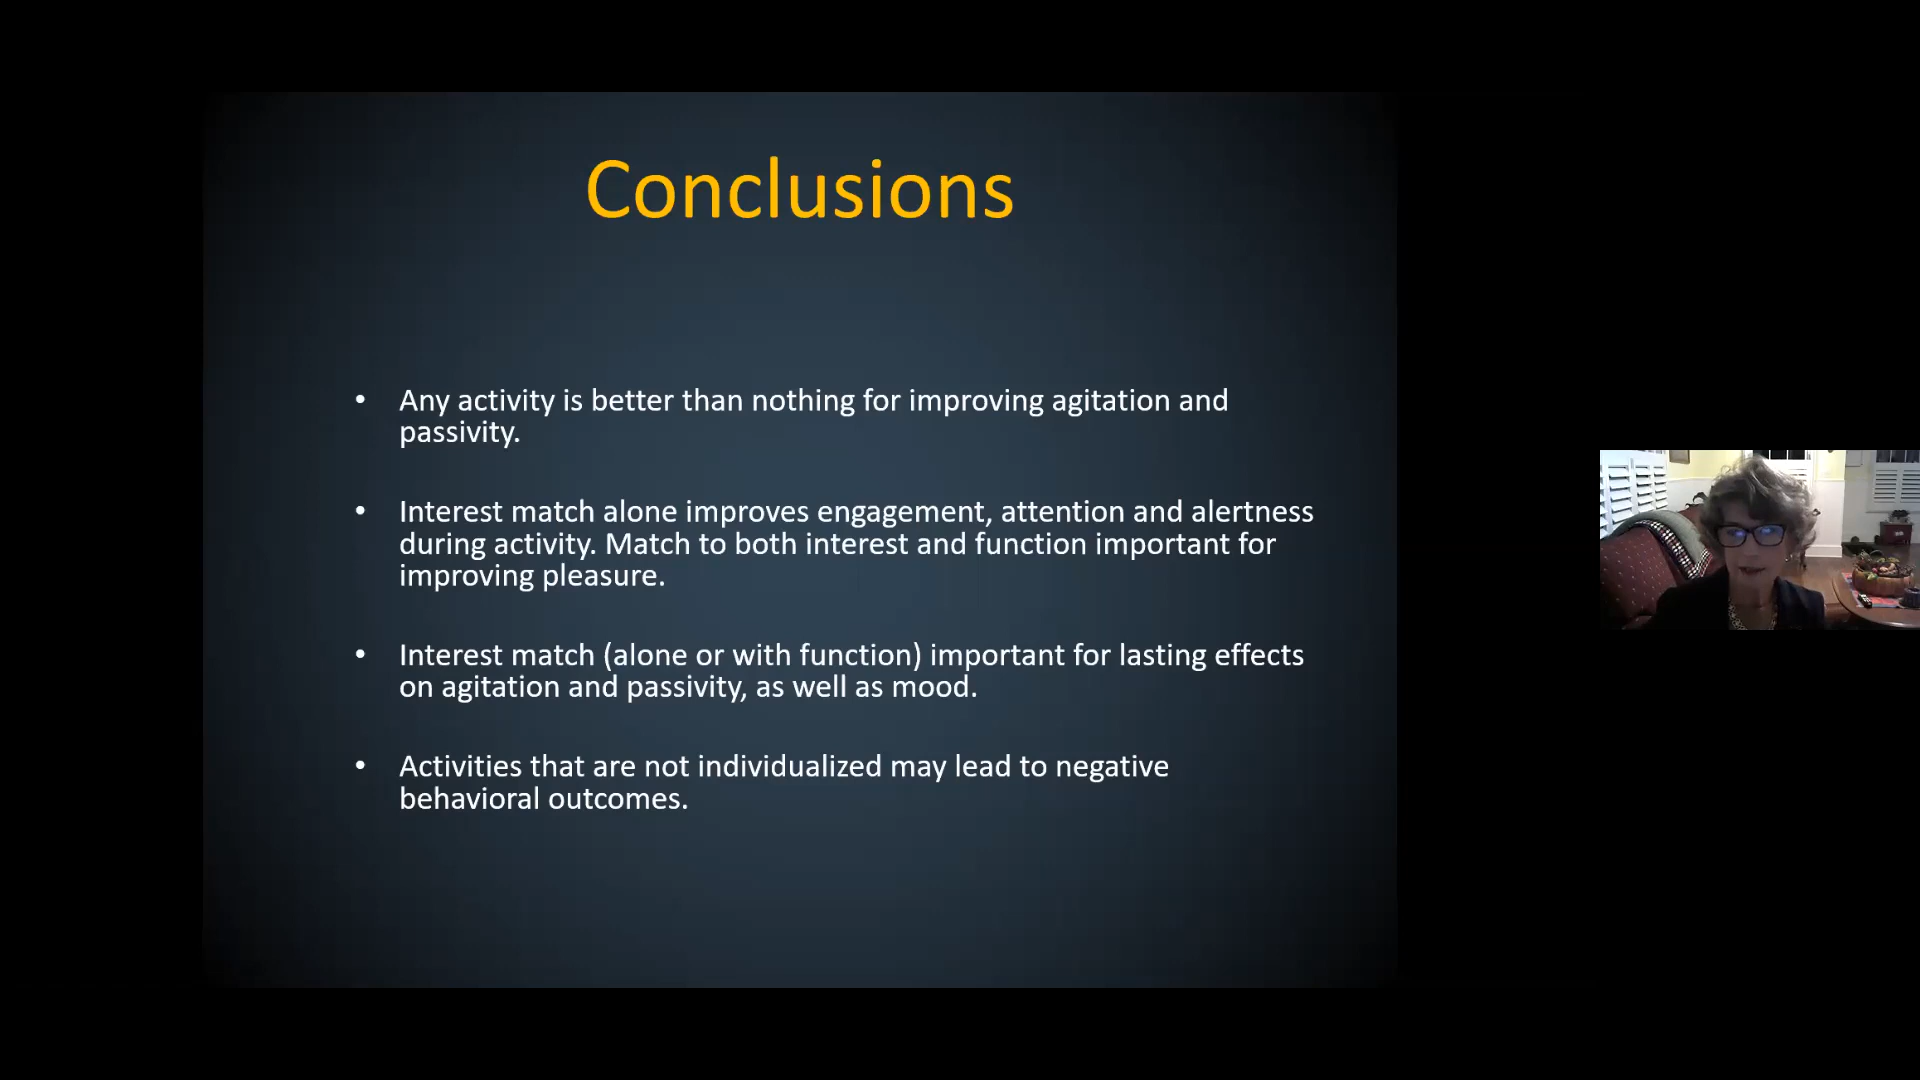 Conclusions
• Any activity is better than nothing for improving agitation and
passivity.
• Interest match alone improves engagement, attention and alertness
during activity. Match to both interest and function important for
improving pleasure.
• Interest match (alone or with function) important for lasting effects
on agitation and passivity, as well as mood.
• Activities that are not individualized may lead to negative
behavioral outcomes.